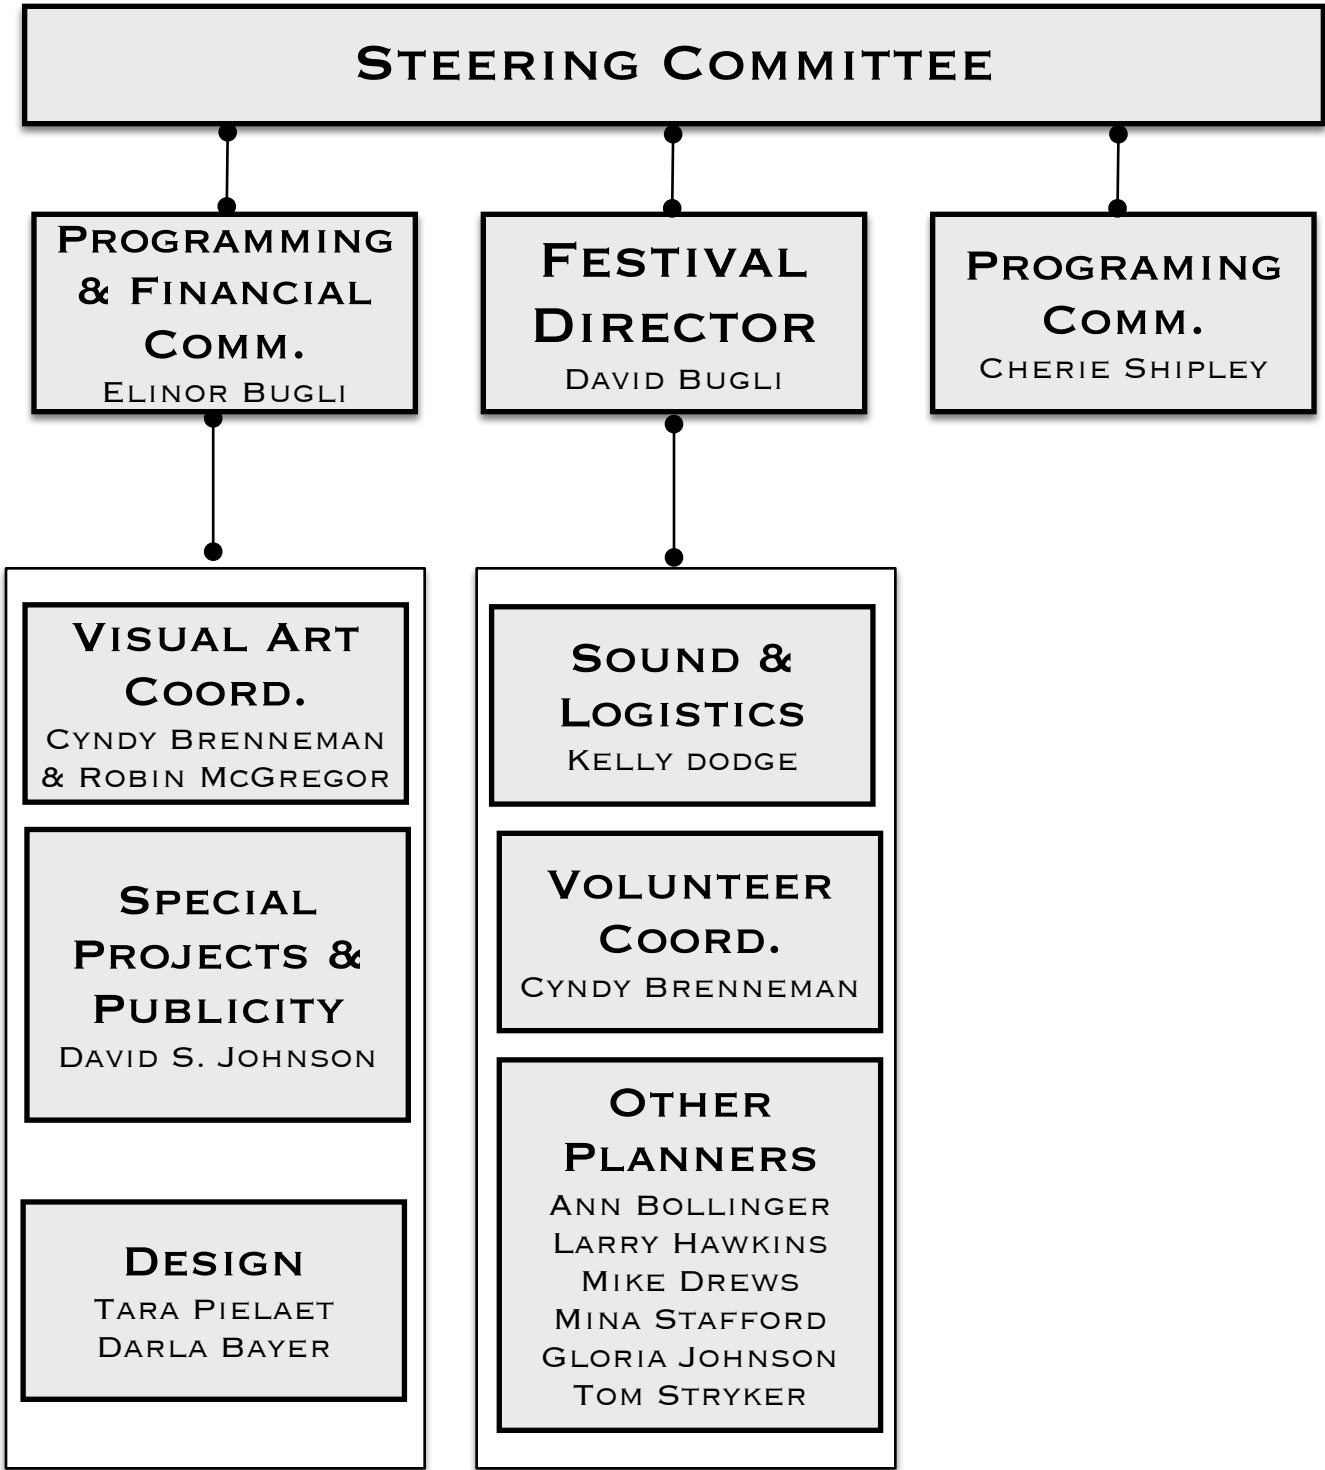 Steering Committee
Programming
& Financial
Comm.
Elinor Bugli
Festival
Director
David Bugli
Programing
Comm.
Cherie Shipley
Visual Art
Coord.
Cyndy Brenneman
& Robin McGregor
Special
Projects &
Publicity
David S. Johnson
Design
Tara Pielaet
Darla Bayer
Sound &
Logistics
Kelly dodge
Volunteer
Coord.
Cyndy Brenneman
Other
Planners
Ann Bollinger
Larry Hawkins
Mike Drews
Mina Stafford
Gloria Johnson
Tom Stryker